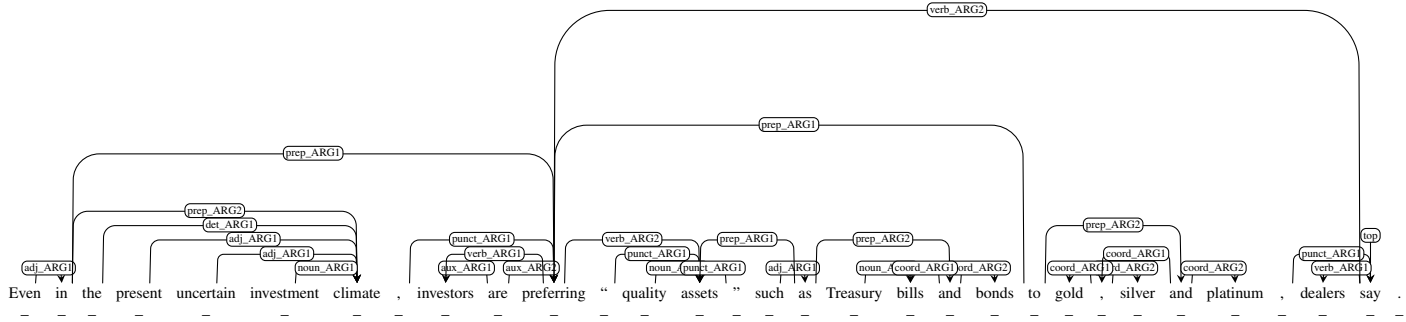 verb_ARG2
prep_ARG1
prep_ARG1
prep_ARG2
det_ARG1
adj_ARG1 punct_ARG1 verb_ARG2 prep_ARG1 prep_ARG2 prep_ARG2 top
adj_ARG1 verb_ARG1 punct_ARG1 coord_ARG1 punct_ARG1
adj_ARG1 noun_ARG1 aux_ARG1 aux_ARG2 punct_ARG1 adj_ARG1 coord_ARG1 coord_ARG1 coord_ARG2 verb_ARG1
Even in the present uncertain investment climate , investors are preferring “ quality assets ” such as Treasury bills and bonds to gold , silver and platinum , dealers say .
_ _ _ _ _ _ _ _ _ _ _ _ _ _ _ _ _ _ _ _ _ _ _ _ _ _ _ _ _ _ _